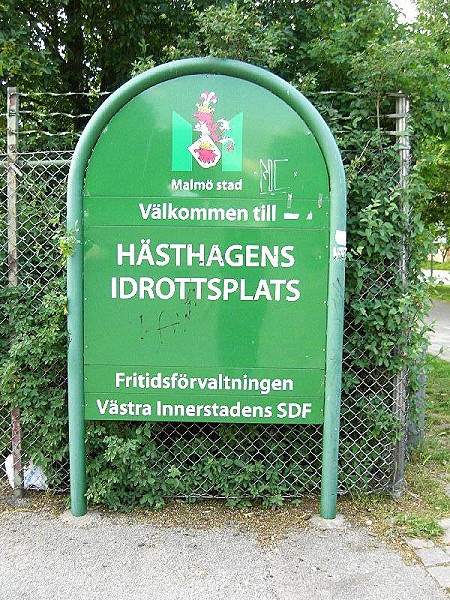 Malmö stad
Välkommen till
HÄSTHAGENS
IDROTTSPLATS
Fritidsförvaltningen
Västra Innerstadens SDF